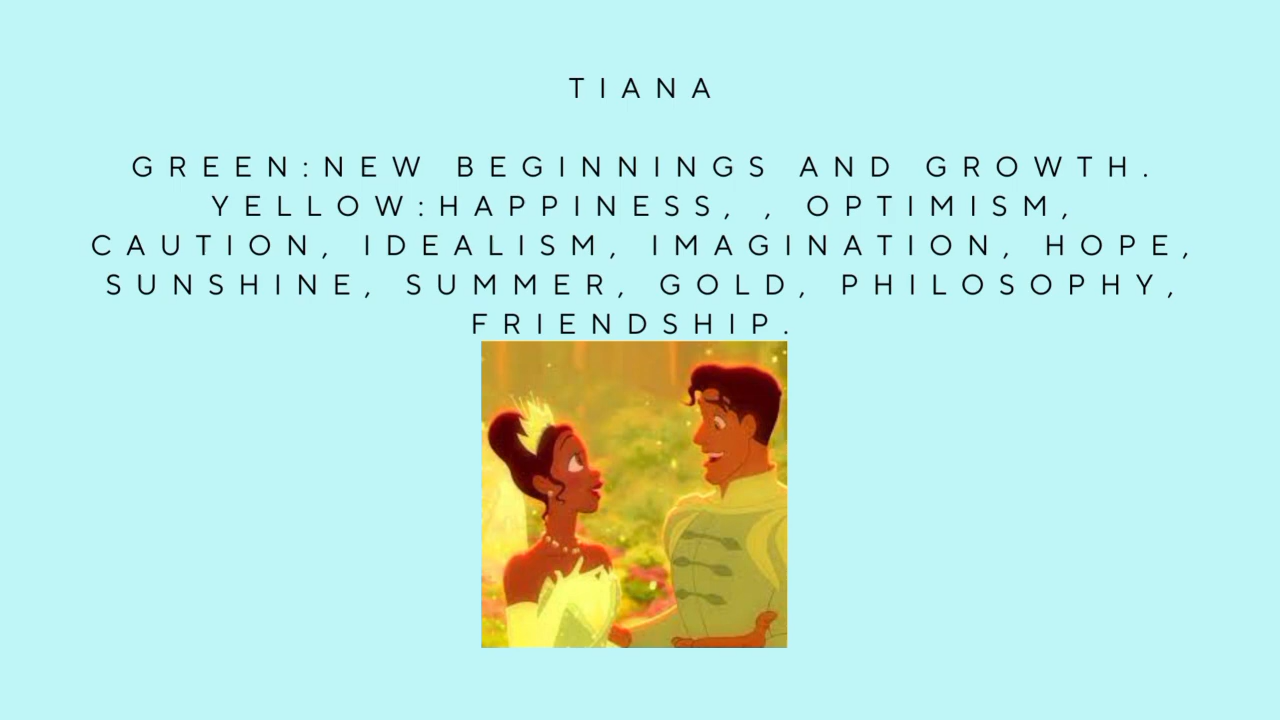 TIANA
GREEN:NEW BEGINNINGS AND GROWTH.
YELLOW:HAPPINESS, , OPTIMISM,
CAUTION, IDEALISM, IMAGINATION, HOPE,
SUNSHINE, SUMMER, GOLD, PHILOSOPHY,
FRIENDSHIP.